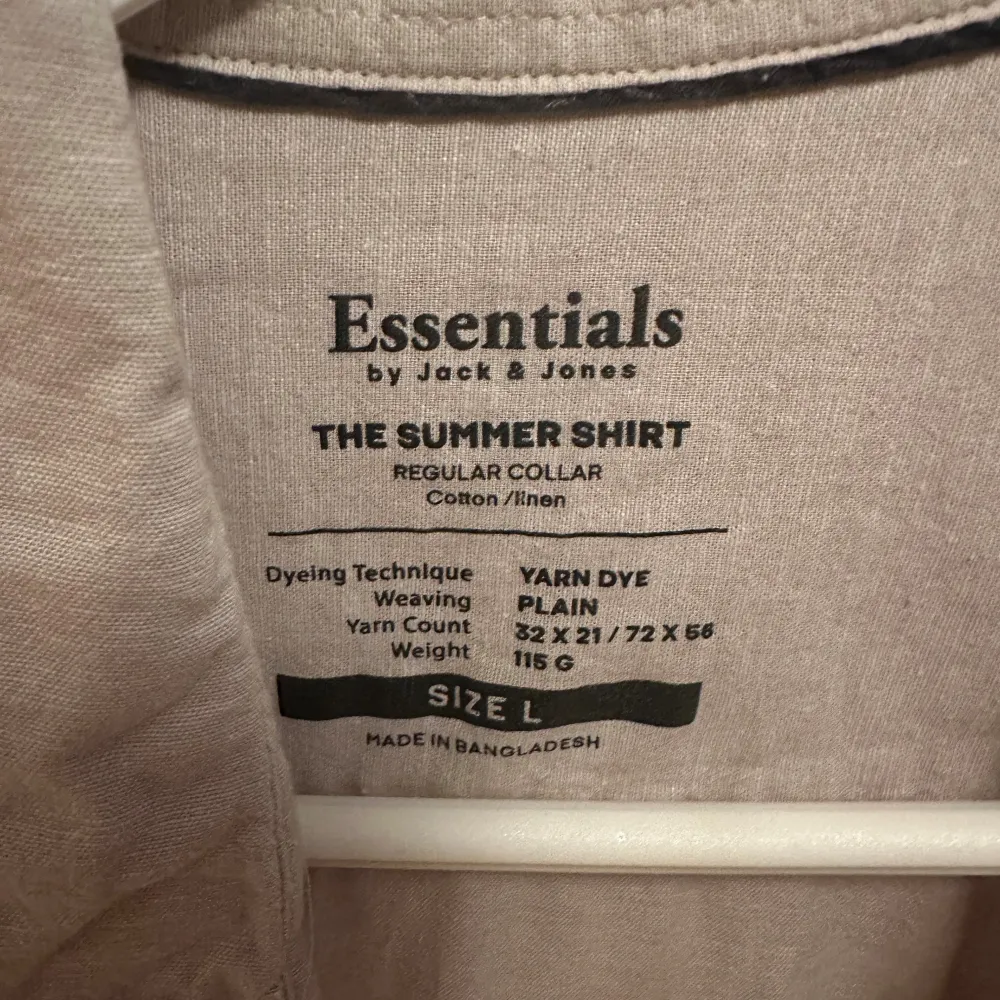 Essentials
by Jack & Jones
THE SUMMER SHIRT
REGULAR COLLAR
Cotton /linen
Dyeing Technique YARN DYE
Weaving PLAIN
Yarn Count 32 X 21 / 72 X 56
Weight 115 G
SIZE L
MADE IN BANGLADESH